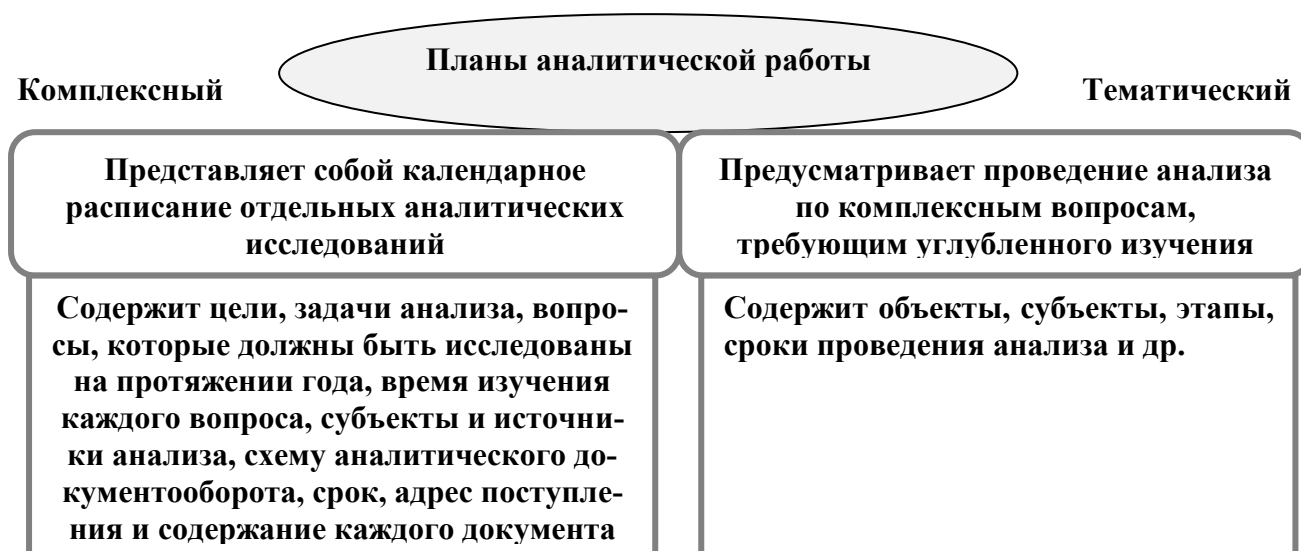 Планы аналитической работы
Комплексный
Тематический
Представляет собой календарное
расписание отдельных аналитических
исследований
Предусматривает проведение анализа
по комплексным вопросам,
требующим углубленного изучения
Содержит цели, задачи анализа, вопро-
сы, которые должны быть исследованы
на протяжении года, время изучения
каждого вопроса, субъекты и источни-
ки анализа, схему аналитического до-
кументооборота, срок, адрес поступле-
ния и содержание каждого документа
Содержит объекты, субъекты, этапы,
сроки проведения анализа и др.